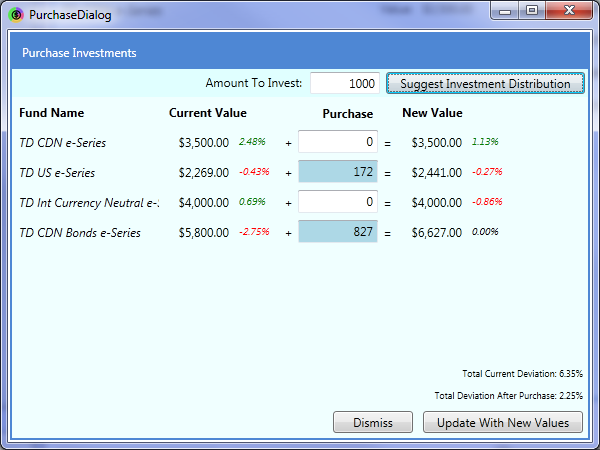 PurchaseDialog
Purchase Investments
Amount To Invest: 1000 Suggest Investment Distribution
Fund Name Current Value Purchase New Value
TD CDN e-Series $3,500.00 2.48% + 0 = $3,500.00 1.13%
TD US e-Series $2,269.00 -0.43% + 172 = $2,441.00 -0.27%
TD Int Currency Neutral e- $4,000.00 0.69% + 0 = $4,000.00 -0.86%
TD CDN Bonds e-Series $5,800.00 -2.75% + 827 = $6,627.00 0.00%
Total Current Deviation: 6.35%
Total Deviation After Purchase: 2.25%
Dismiss Update With New Values